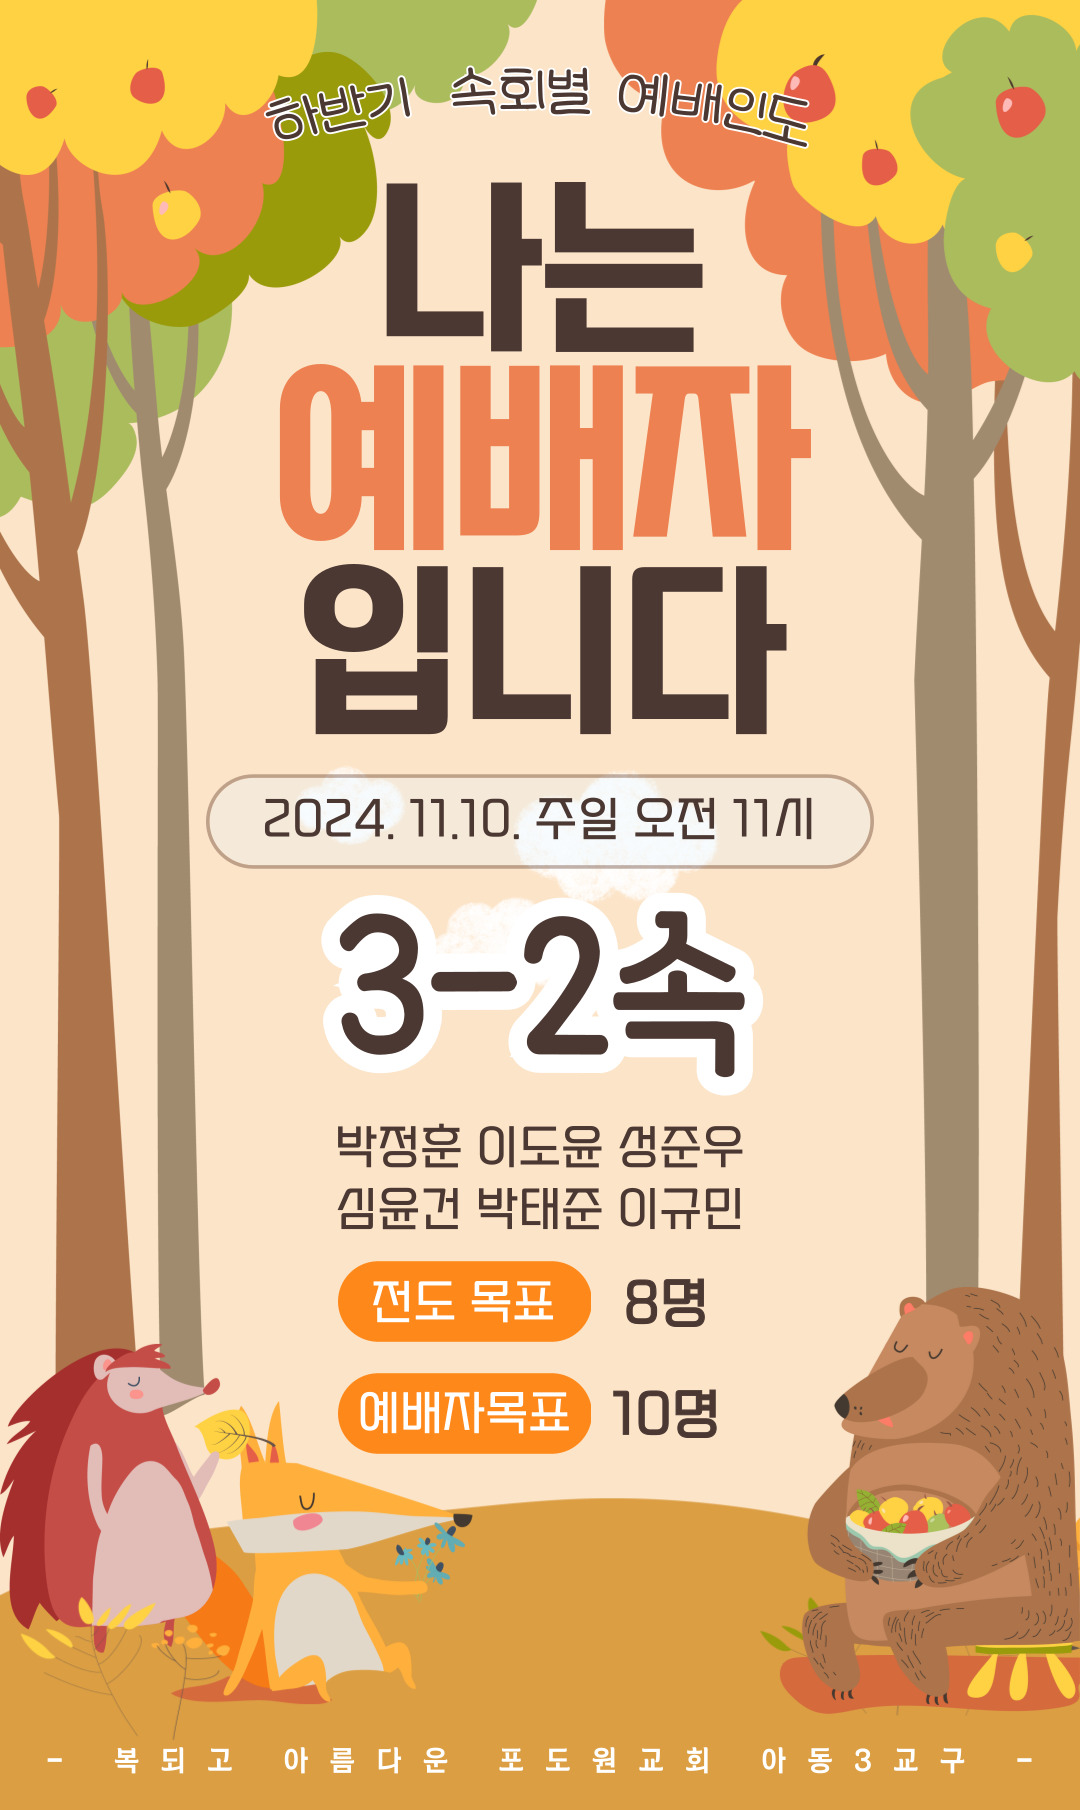 하반기 속회별 예배인도
나는
예배자
입니다
2024. 11.10. 주일 오전 11시
3-2속
박정훈 이도윤 성준우
심윤건 박태준 이규민
전도 목표 8명
예배자목표 10명
- 복되고 아름다운 포도원교회 아동3교구 -